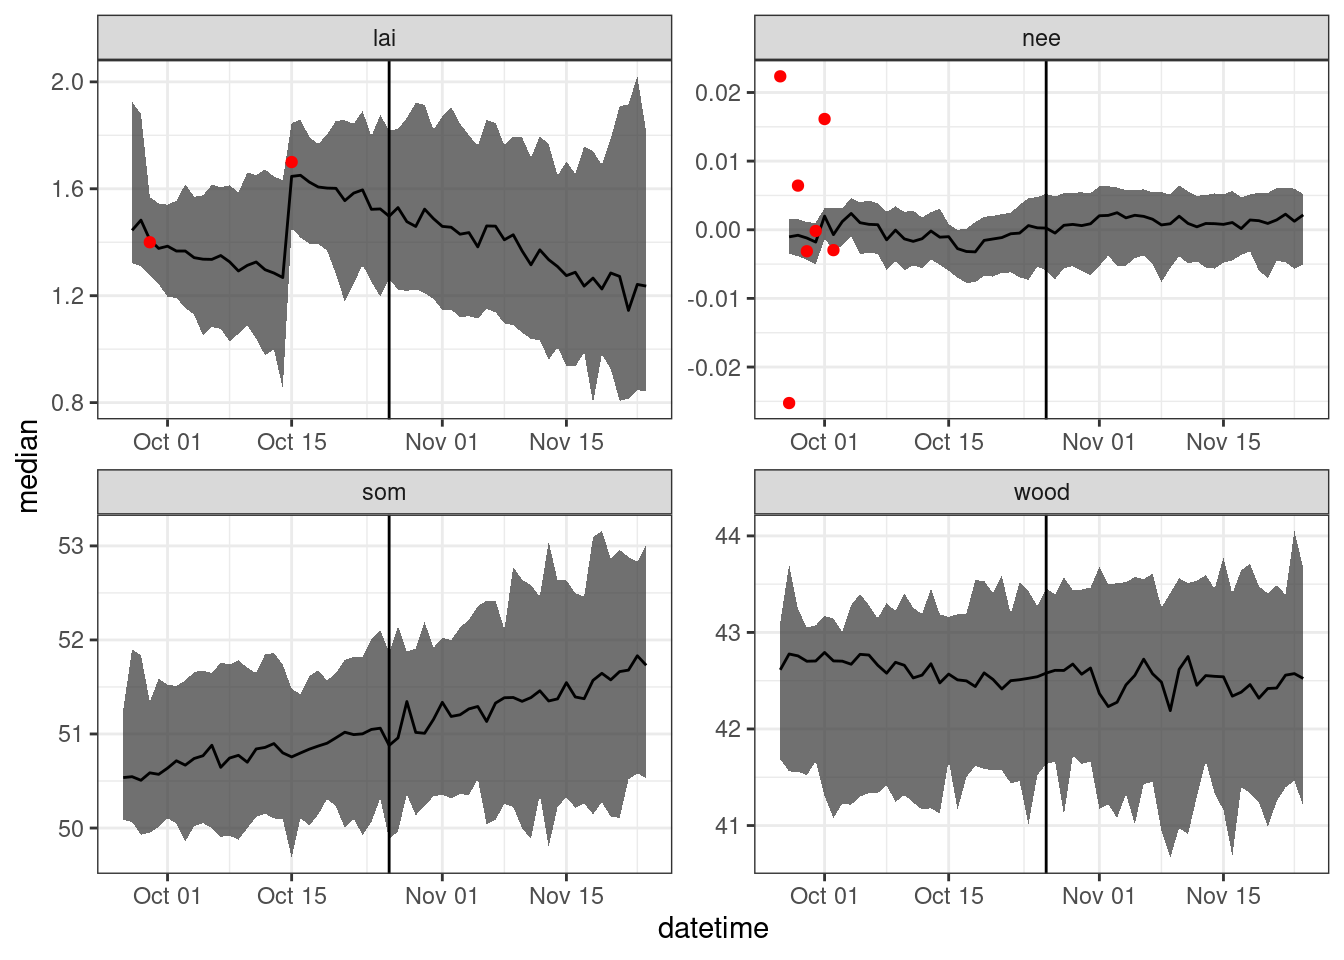 lai
nee
2.0
1.6
1.2
0.8
0.02
0.01
0.00
-0.01
-0.02
Oct 01 Oct 15 Nov 01 Nov 15
Oct 01 Oct 15 Nov 01 Nov 15
median
som
wood
53
52
51
50
44
43
42
41
Oct 01 Oct 15 Nov 01 Nov 15
Oct 01 Oct 15 Nov 01 Nov 15
datetime